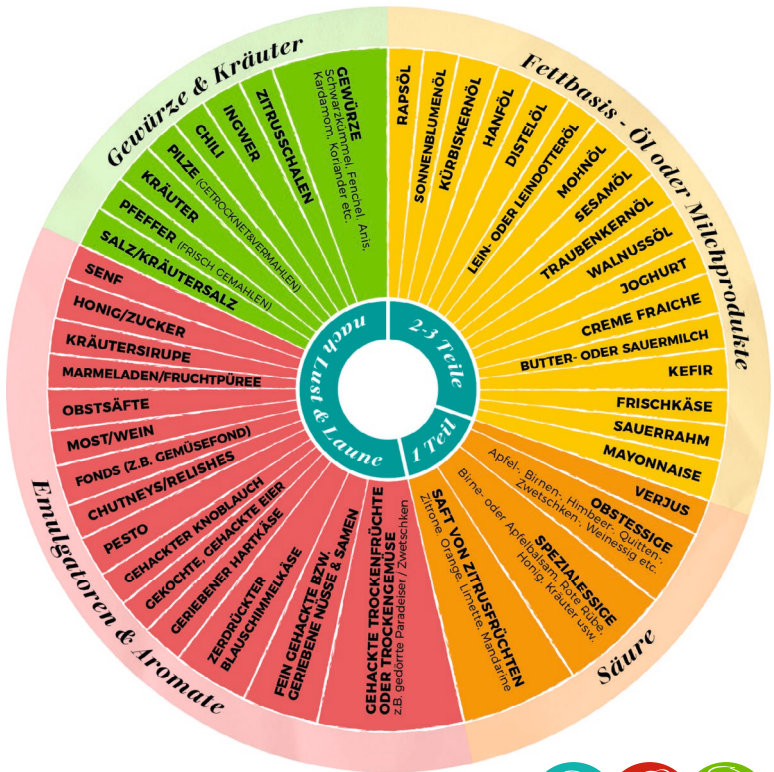 Fettbasis - Öl oder Milchprodukte
RAPSÖL
SONNENBLUMENÖL
KÜRBISKERNÖL
HANFÖL
DISTELÖL
LEIN- ODER LEINDOTTERÖL
MOHNÖL
SESAMÖL
TRAUBENKERNÖL
WALNUSSÖL
JOGHURT
CREME FRAICHE
BUTTER- ODER SAUERMILCH
KEFIR
FRISCHKÄSE
SAUERRAHM
MAYONNAISE
Säure
VERJUS
OBSTESSIGE
Apfel-, Birnen-, Himbeer- Quitten-,
Zwetschken-, Weinessig etc.
SPEZIALESSIGE
Birne- oder Apfelbalsam, Rote Rübe,
Honig, Kräuter usw.
SAFT VON ZITRUSFRÜCHTEN
Zitrone, Orange, Limette, Mandarine
Emulgatoren & Aromate
GEHACKTE TROCKENFRÜCHTE
ODER TROCKENGEMÜSE
z.B. gedörrte Paradeiser / Zwetschken
FEIN GEHACKTE BZW.
GERIEBENE NÜSSE & SAMEN
ZERDRÜCKTER
BLAUSCHIMMELKÄSE
GERIEBENER HARTKÄSE
GEKOCHTE, GEHACKTE EIER
GEHACKTER KNOBLAUCH
PESTO
CHUTNEYS/RELISHES
FONDS (Z.B. GEMÜSEFOND)
MOST/WEIN
OBSTSÄFTE
MARMELADEN/FRUCHTPÜREE
KRÄUTERSIRUPE
HONIG/ZUCKER
SENF
Gewürze & Kräuter
SALZ/KRÄUTERSALZ
PFEFFER (FRISCH GEMAHLEN)
KRÄUTER
PILZE (GETROCKNET&VERMAHLEN)
CHILI
INGWER
ZITRUSSCHALEN
GEWÜRZE
Schwarzkümmel, Fenchel, Anis,
Kardamom, Koriander etc.
2-3 Teile
1 Teil
nach Lust & Laune